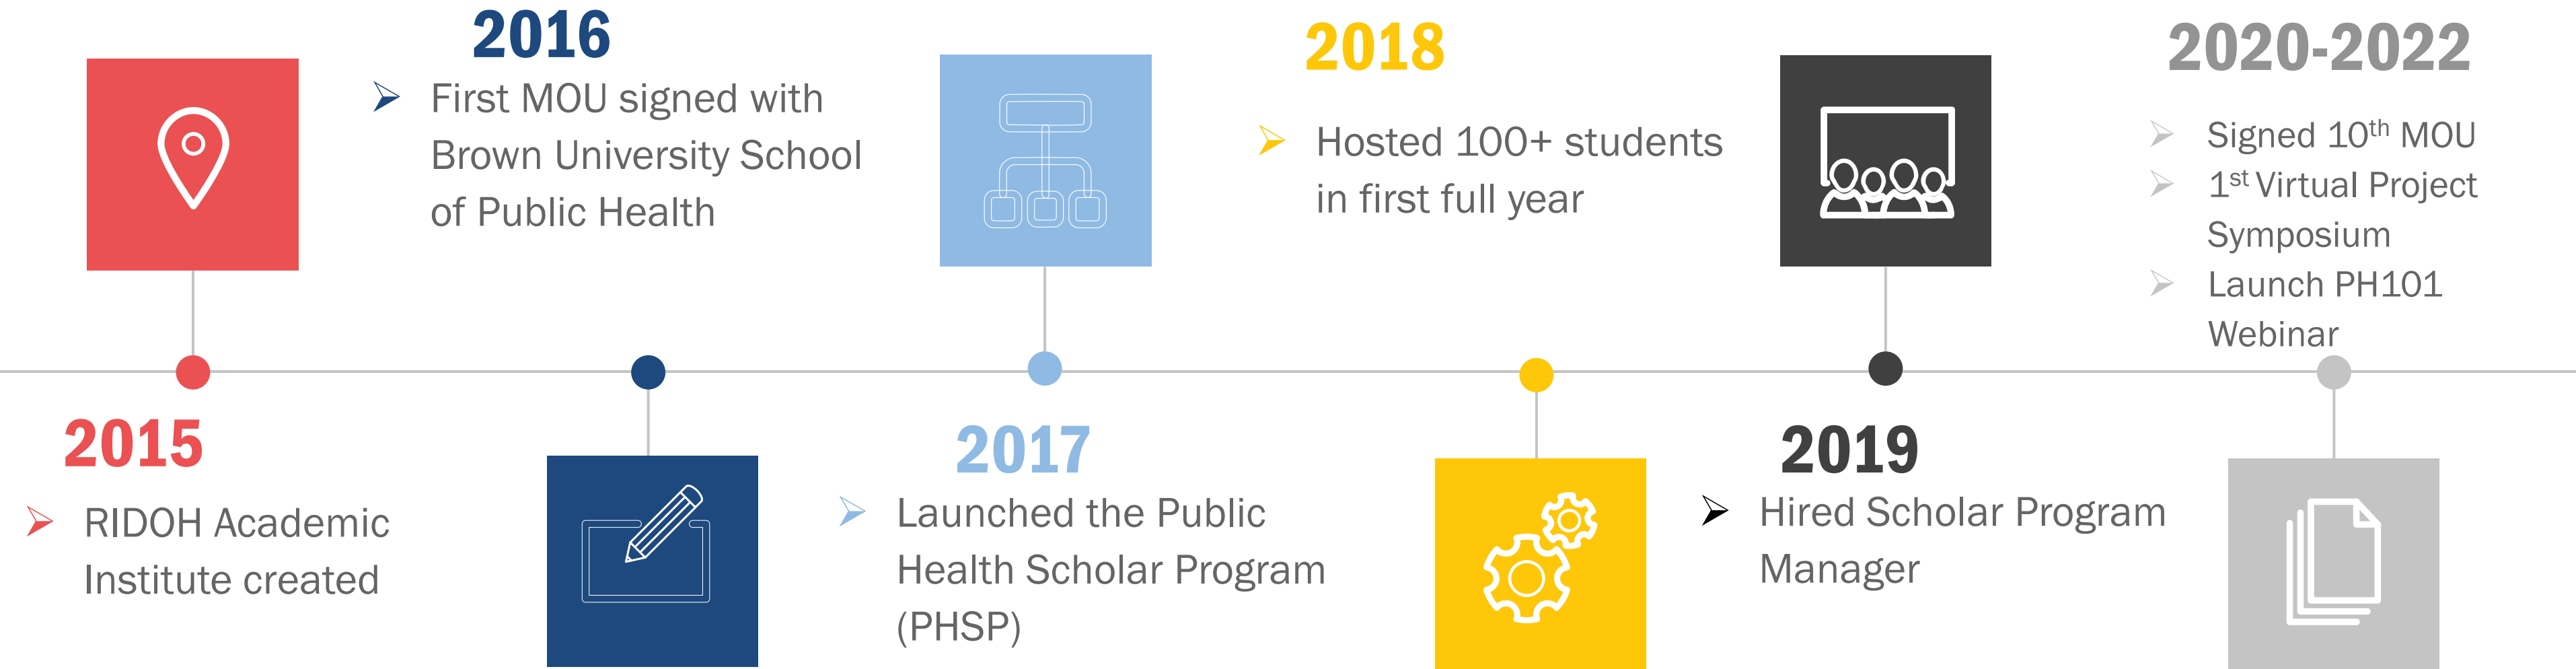 2015
➢ RIDOH Academic
Institute created
2016
➢ First MOU signed with
Brown University School
of Public Health
2017
➢ Launched the Public
Health Scholar Program
(PHSP)
2018
➢ Hosted 100+ students
in first full year
2019
➢ Hired Scholar Program
Manager
2020-2022
➢ Signed 10th MOU
➢ 1st Virtual Project
Symposium
➢ Launch PH101
Webinar